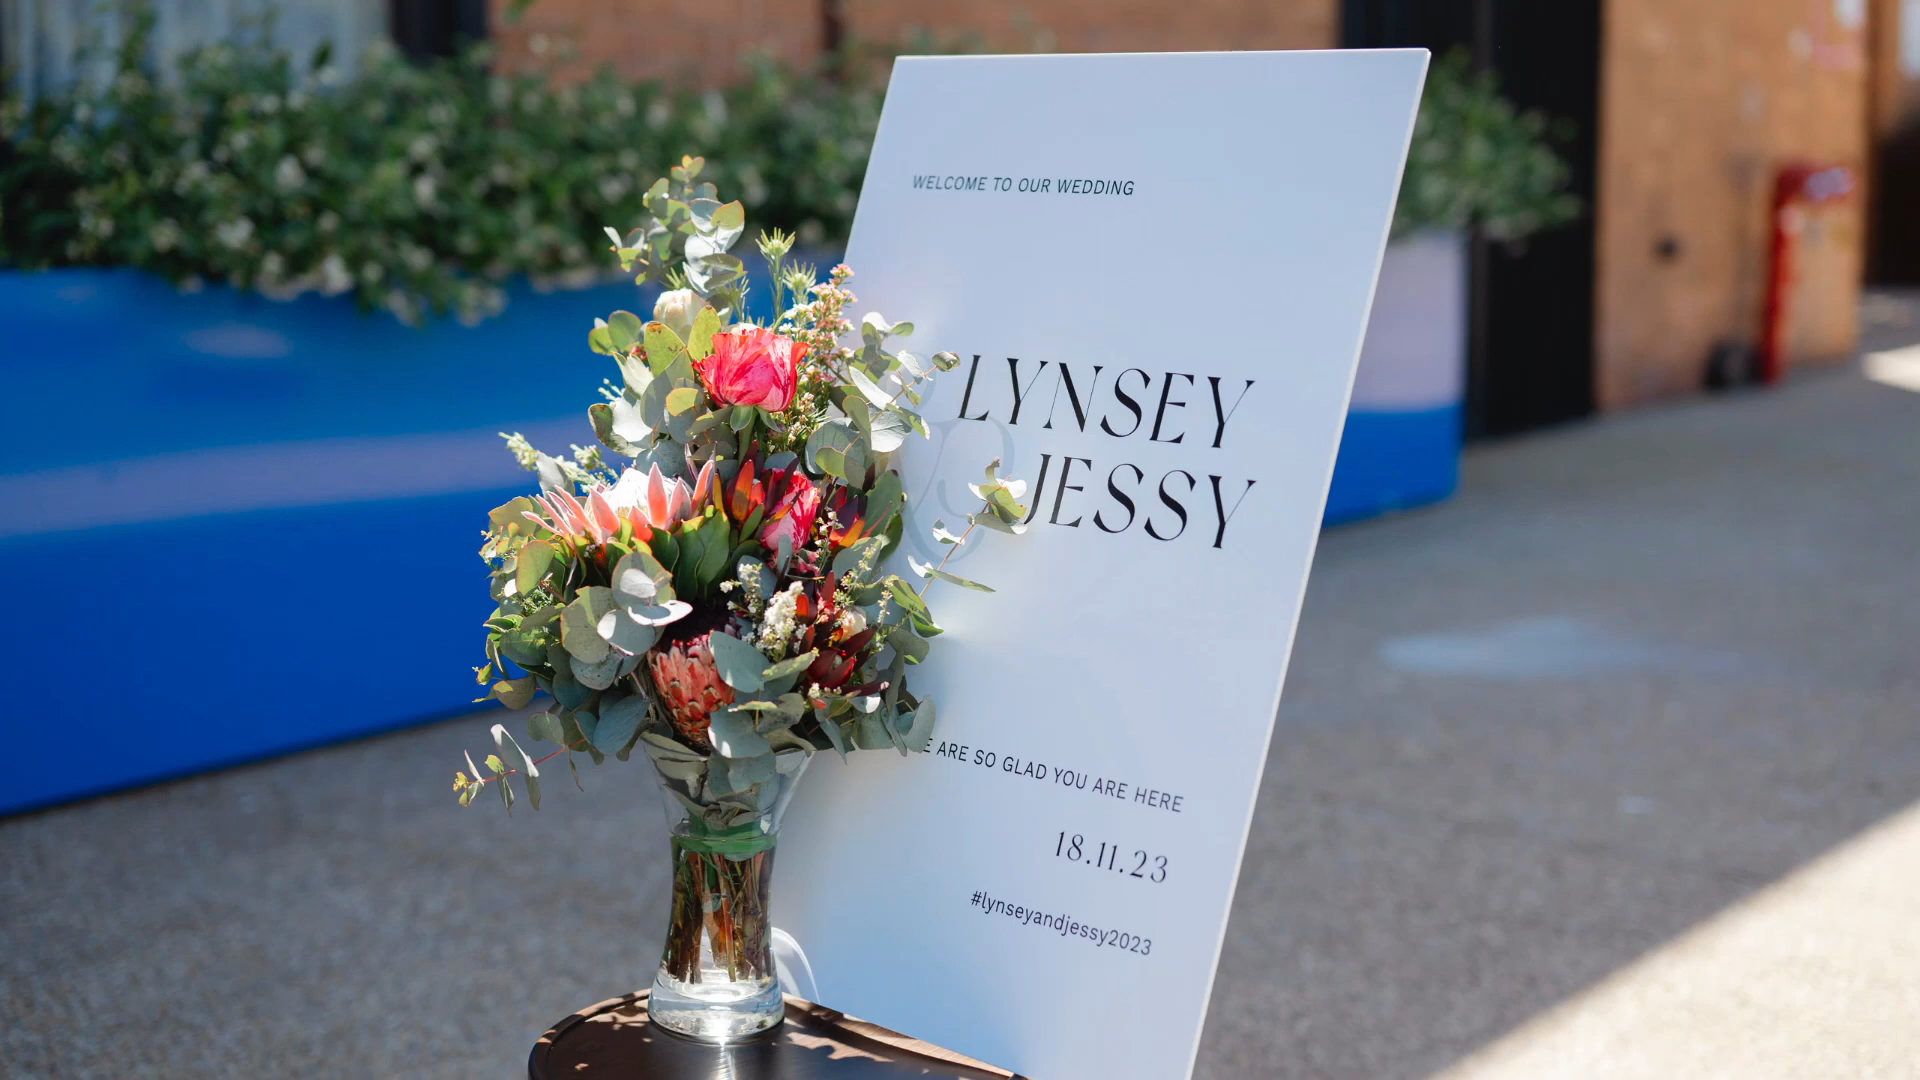 WELCOME TO OUR WEDDING
LYNSEY
& JESSY
ARE SO GLAD YOU ARE HERE
18.11.23
#lynseyandjessy2023